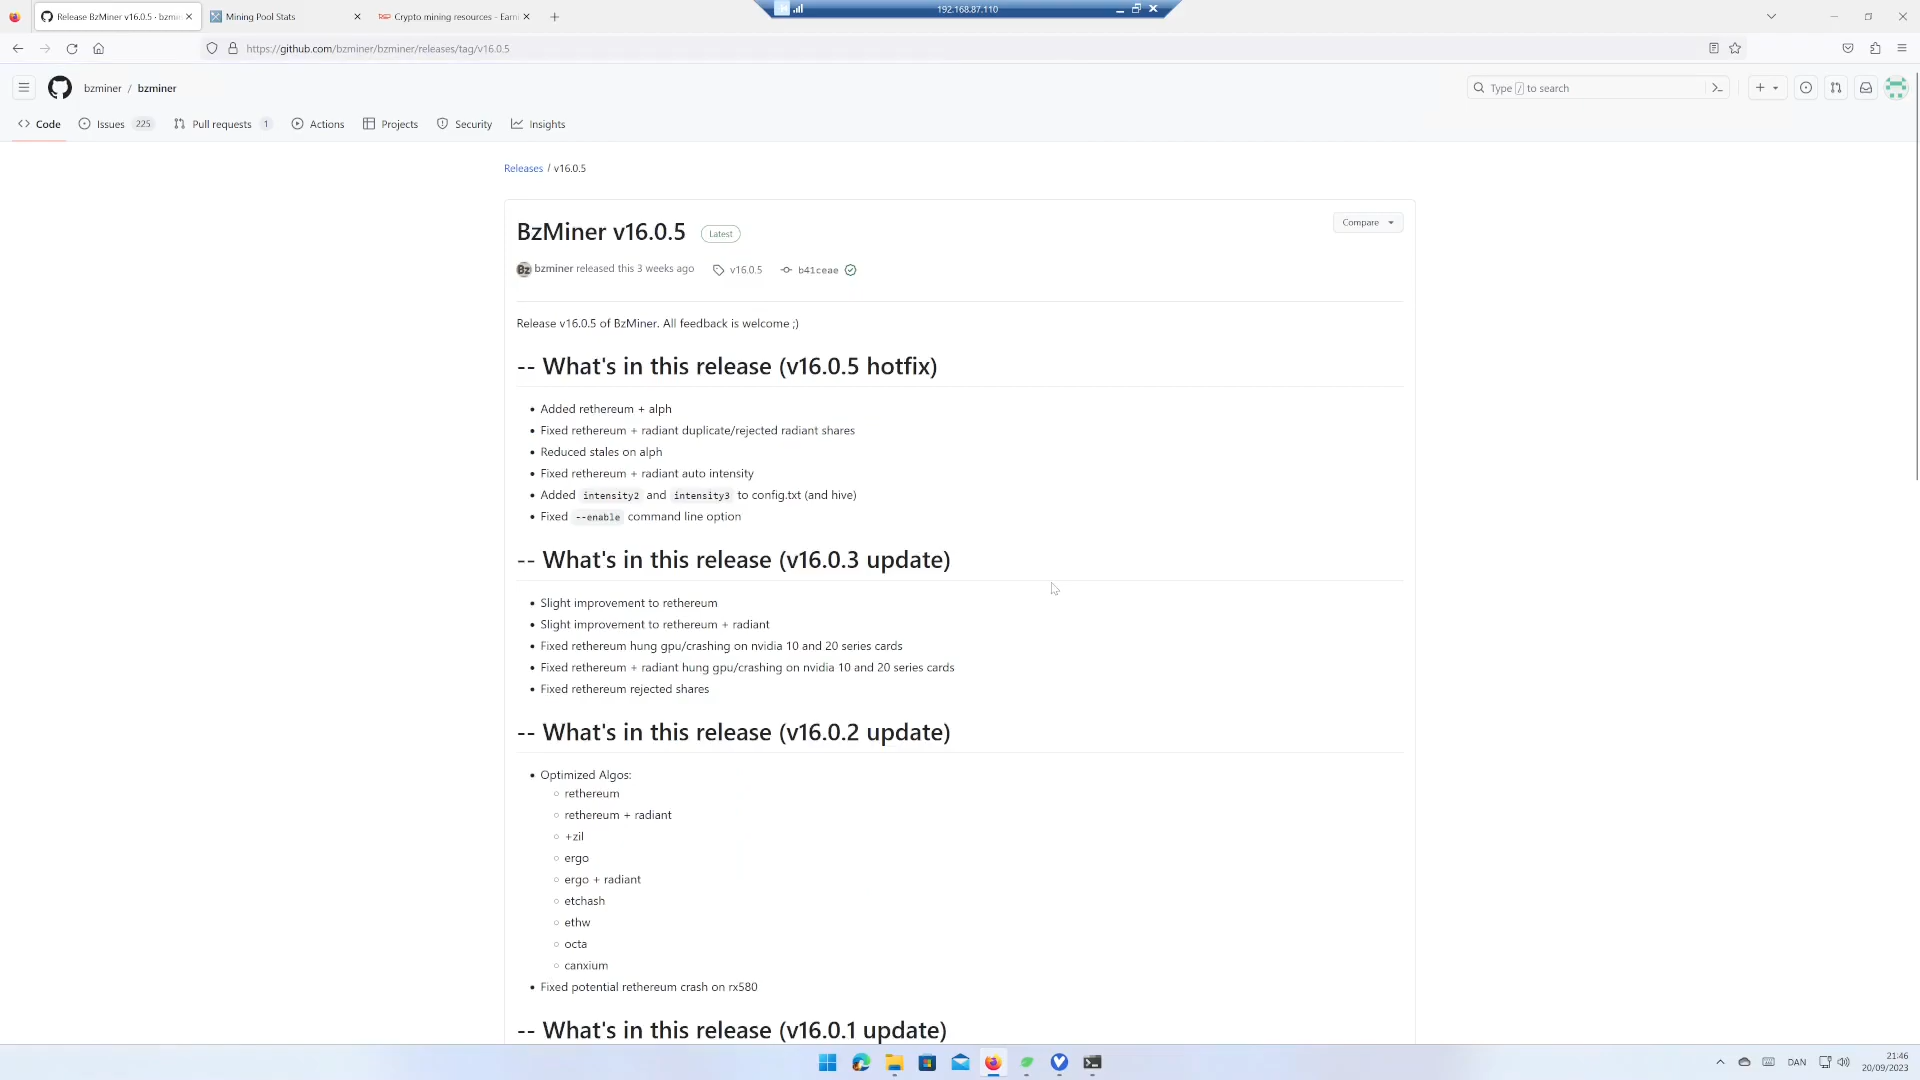 Release BzMiner v16.0.5 · bzmin
Mining Pool Stats
Crypto mining resources - Earn
192.168.87.110
https://github.com/bzminer/bzminer/releases/tag/v16.0.5
bzminer / bzminer
Type / to search
Code
Issues 225
Pull requests 1
Actions
Projects
Security
Insights
Releases / v16.0.5
BzMiner v16.0.5 Latest
Compare
Bz bzminer released this 3 weeks ago v16.0.5 b41ceae
Release v16.0.5 of BzMiner. All feedback is welcome ;)
-- What's in this release (v16.0.5 hotfix)
• Added rethereum + alph
• Fixed rethereum + radiant duplicate/rejected radiant shares
• Reduced stales on alph
• Fixed rethereum + radiant auto intensity
• Added intensity2 and intensity3 to config.txt (and hive)
• Fixed --enable command line option
-- What's in this release (v16.0.3 update)
• Slight improvement to rethereum
• Slight improvement to rethereum + radiant
• Fixed rethereum hung gpu/crashing on nvidia 10 and 20 series cards
• Fixed rethereum + radiant hung gpu/crashing on nvidia 10 and 20 series cards
• Fixed rethereum rejected shares
-- What's in this release (v16.0.2 update)
• Optimized Algos:
○ rethereum
○ rethereum + radiant
○ +zil
○ ergo
○ ergo + radiant
○ etchash
○ ethw
○ octa
○ canxium
• Fixed potential rethereum crash on rx580
-- What's in this release (v16.0.1 update)
DAN
21:46
20/09/2023